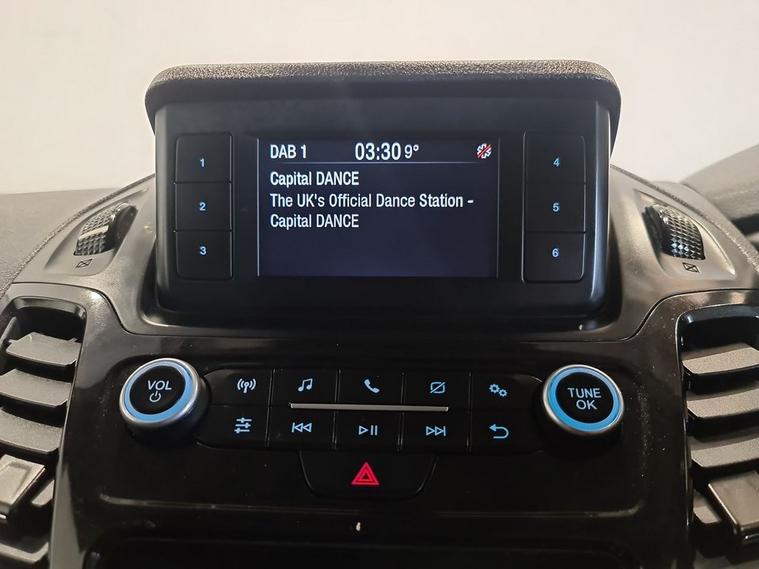 DAB 1 03:30 9°
Capital DANCE
The UK's Official Dance Station -
Capital DANCE
1
2
3
4
5
6
VOL
TUNE
OK